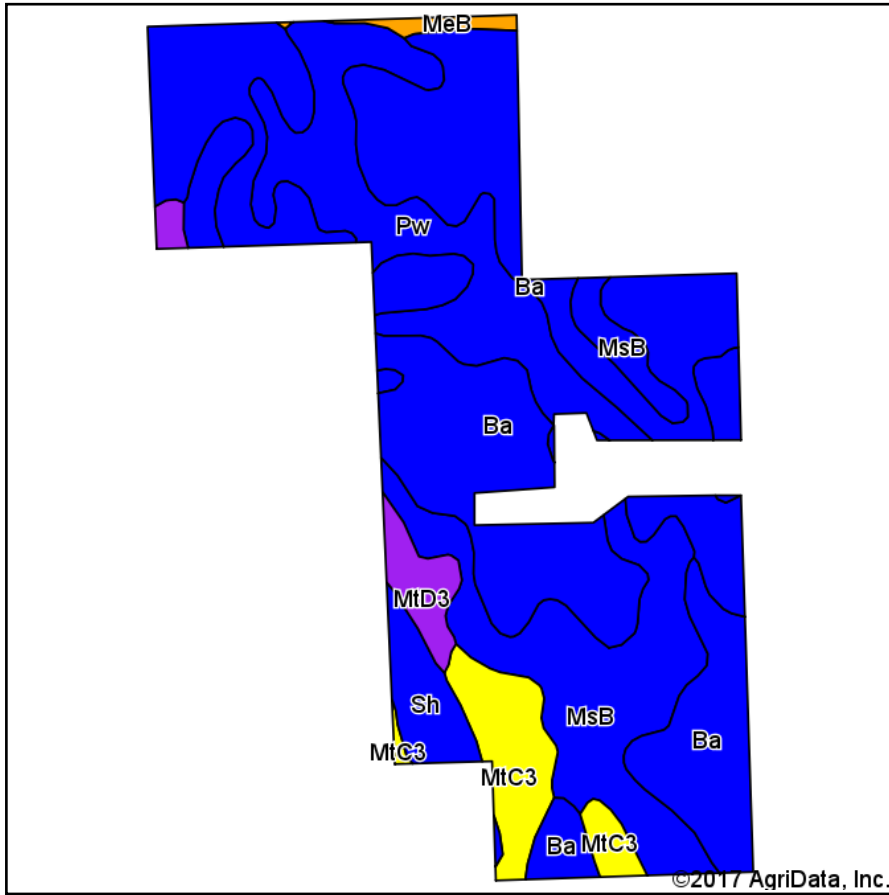 MeB
Pw
Ba
MsB
Ba
MtD3
Sh
MsB
Ba
MtC3
MtC3
Ba
MtC3
©2017 AgriData, Inc.